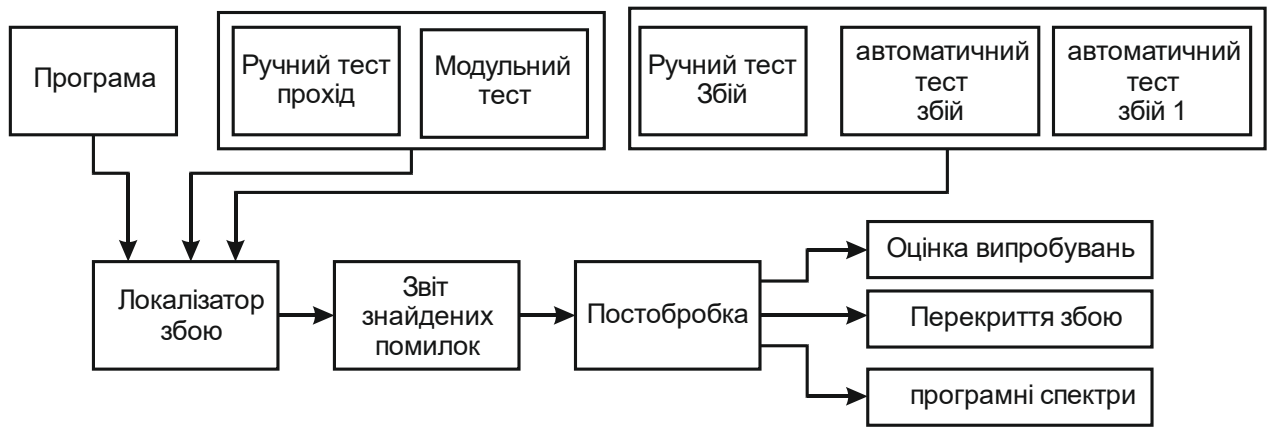 Програма
Ручний тест
прохід
Модульний
тест
Ручний тест
Збій
автоматичний
тест
збій
автоматичний
тест
збій 1
Локалізатор
збою
Звіт
знайдених
помилок
Постобробка
Оцінка випробувань
Перекриття збою
програмні спектри